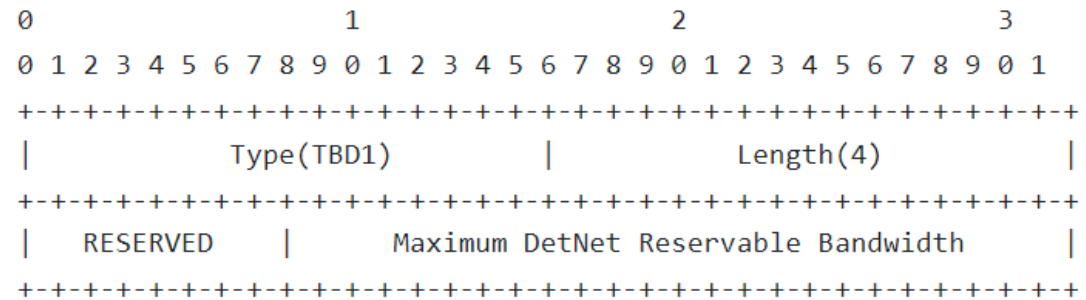 0                   1                   2                   3
0 1 2 3 4 5 6 7 8 9 0 1 2 3 4 5 6 7 8 9 0 1 2 3 4 5 6 7 8 9 0 1
+-+-+-+-+-+-+-+-+-+-+-+-+-+-+-+-+-+-+-+-+-+-+-+-+-+-+-+-+-+-+-+-+
|            Type(TBD1)         |           Length(4)           |
+-+-+-+-+-+-+-+-+-+-+-+-+-+-+-+-+-+-+-+-+-+-+-+-+-+-+-+-+-+-+-+-+
|   RESERVED    |      Maximum DetNet Reservable Bandwidth      |
+-+-+-+-+-+-+-+-+-+-+-+-+-+-+-+-+-+-+-+-+-+-+-+-+-+-+-+-+-+-+-+-+